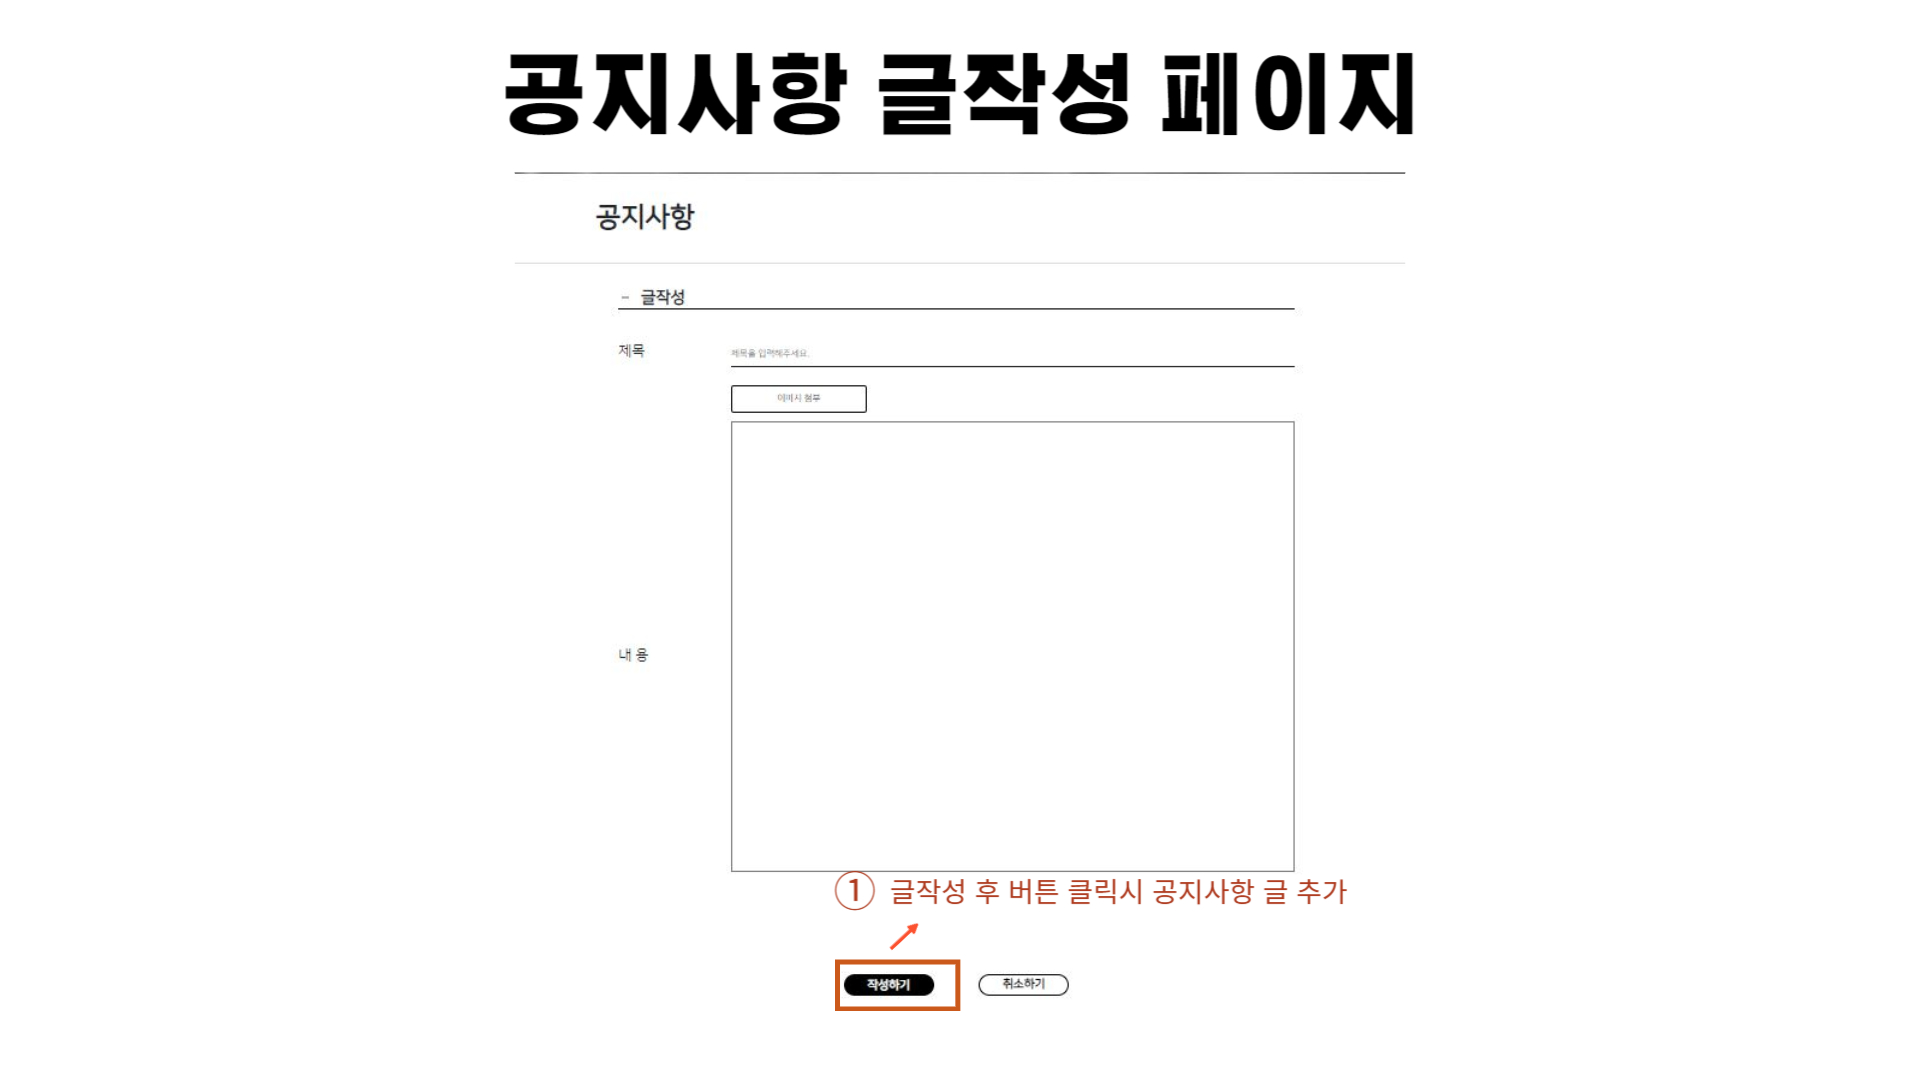 공지사항 글작성 페이지
공지사항
- 글작성
제목
제목을 입력해주세요.
이미지 첨부
내 용
① 글작성 후 버튼 클릭시 공지사항 글 추가
작성하기
취소하기